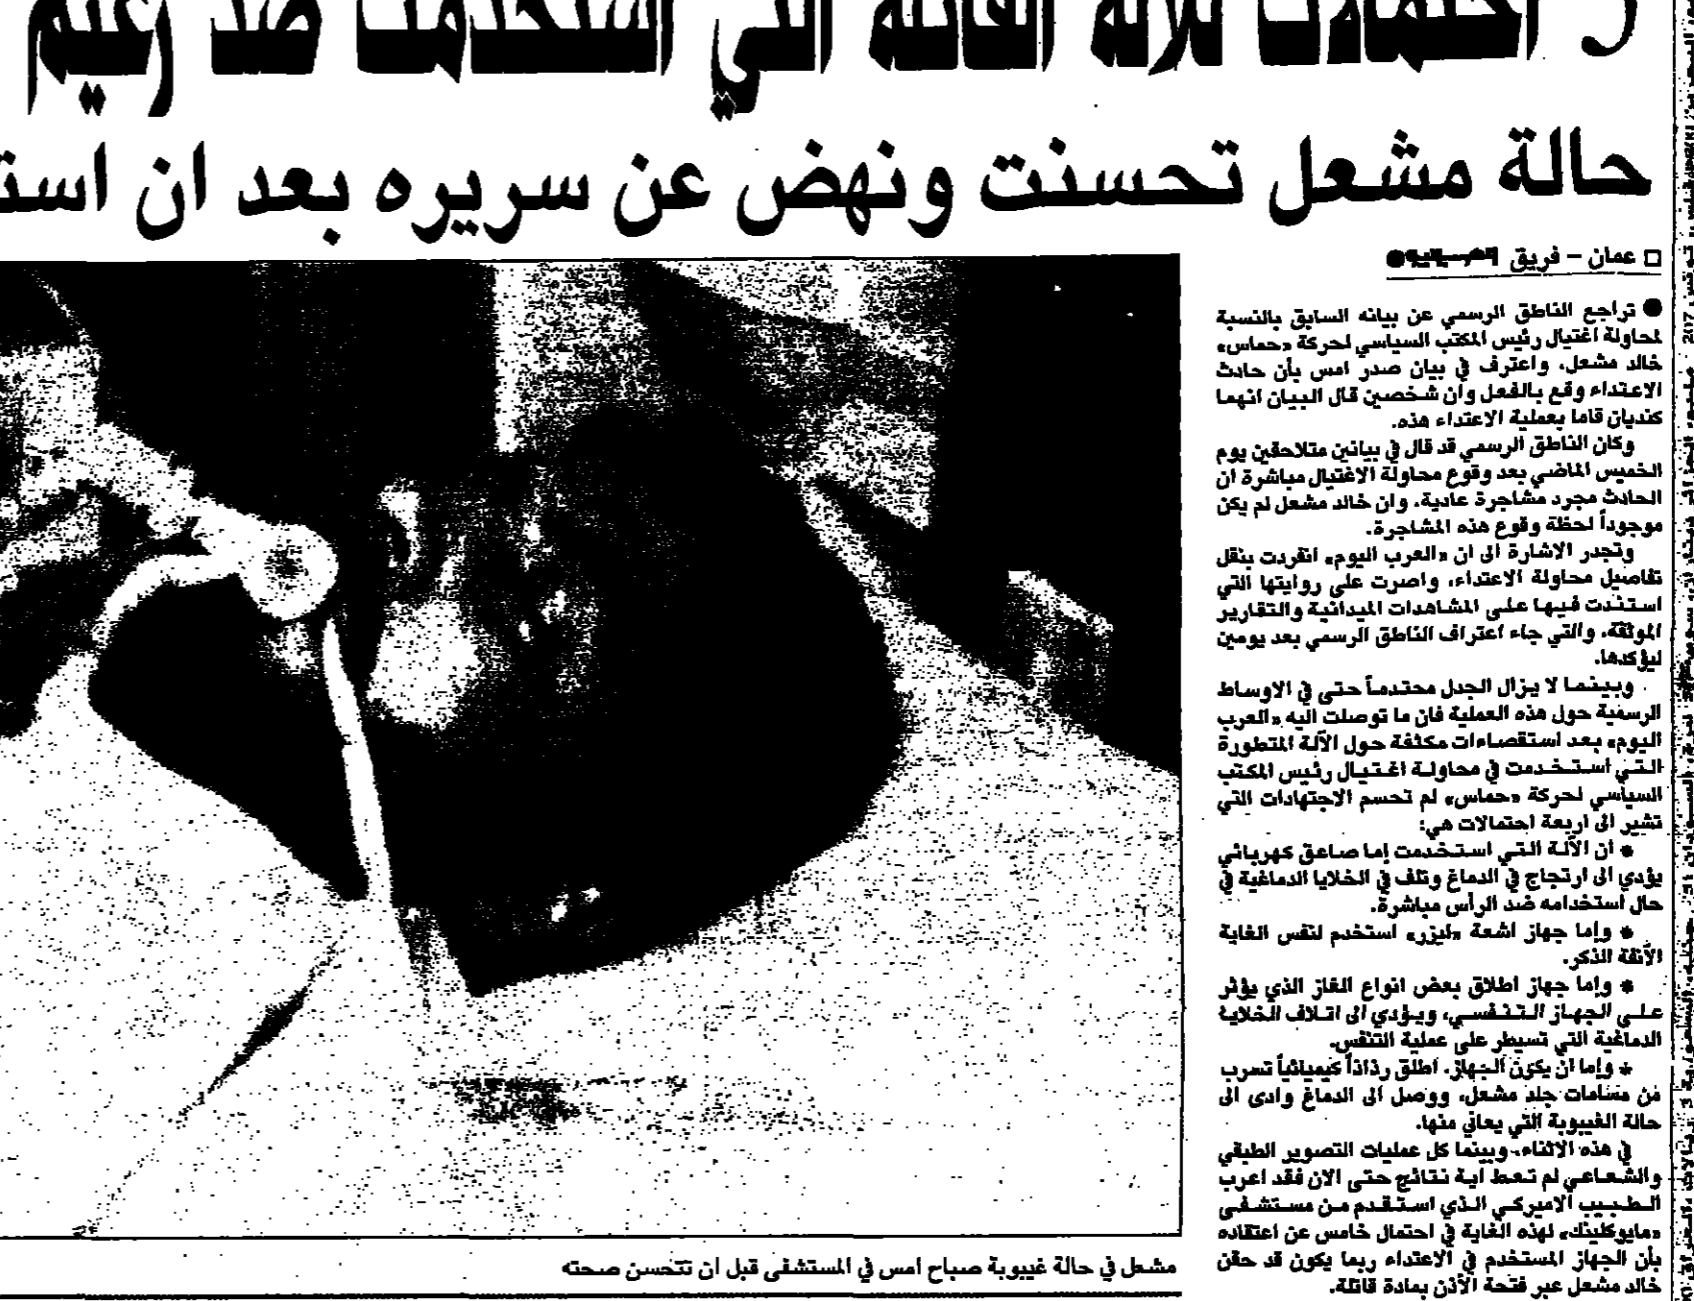 5 احتمالات للآلة القاتلة التي استخدمت ضد زعيم
حالة مشعل تحسنت ونهض عن سريره بعد ان
□ عمان – فريق
● تراجع الناطق الرسمي عن بيانه السابق بالنسبة
لمحاولة اغتيال رئيس المكتب السياسي لحركة «حماس»
خالد مشعل، واعترف في بيان صدر امس بأن حادث
الاعتداء وقع بالفعل وأن شخصين قال البيان انهما
كنديان قاما بعملية الاعتداء هذه.
وكان الناطق الرسمي قد قال في بيانين متلاحقين يوم
الخميس الماضي بعد وقوع محاولة الاغتيال مباشرة ان
الحادث مجرد مشاجرة عادية، وان خالد مشعل لم يكن
موجوداً لحظة وقوع هذه المشاجرة.
وتجدر الاشارة الى ان «العرب اليوم» انفردت بنقل
تفاصيل محاولة الاعتداء، واصرت على روايتها التي
استندت فيها على المشاهدات الميدانية والتقارير
الموثقة، والتي جاء اعتراف الناطق الرسمي بعد يومين
ليؤكدها.
وبينما لا يزال الجدل محتدماً حتى في الاوساط
الرسمية حول هذه العملية فان ما توصلت اليه «العرب
اليوم» بعد استقصاءات مكثفة حول الآلة المتطورة
التي استخدمت في محاولة اغتيال رئيس المكتب
السياسي لحركة «حماس» لم تحسم الاجتهادات التي
تشير الى اربعة احتمالات هي:
* ان الآلة التي استخدمت إما صاعق كهربائي
يؤدي الى ارتجاج في الدماغ وتلف في الخلايا الدماغية في
حال استخدامه ضد الرأس مباشرة.
* وإما جهاز اشعة «ليزر» استخدم لنفس الغاية
الآنفة الذكر.
* وإما جهاز اطلاق بعض انواع الغاز الذي يؤثر
على الجهاز التنفسي، ويؤدي الى اتلاف الخلايا
الدماغية التي تسيطر على عملية التنفس.
* وإما ان يكون الجهاز، اطلق رذاذاً كيميائياً تسرب
من مسامات جلد مشعل، ووصل الى الدماغ وادى الى
حالة الغيبوبة التي يعاني منها.
في هذه الاثناء، وبينما كل عمليات التصوير الطبقي
والشعاعي لم تعط اية نتائج حتى الان فقد اعرب
الطبيب الاميركي الذي استقدم من مستشفى
«مايوكلينك» لهذه الغاية في احتمال خامس عن اعتقاده
بأن الجهاز المستخدم في الاعتداء ربما يكون قد حقن
خالد مشعل عبر فتحة الأذن بمادة قاتلة.
مشعل في حالة غيبوبة صباح امس في المستشفى قبل ان تتحسن صحته